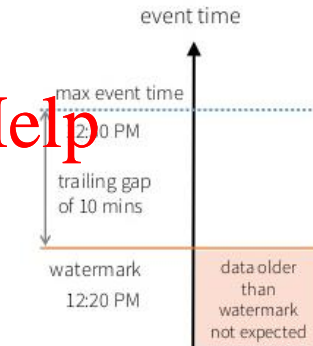 event time
max event time
Help
trailing gap
of 10 mins
watermark
12:20 PM
data older
than
watermark
not expected